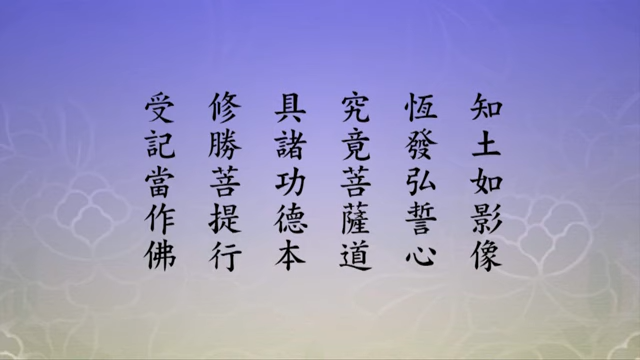 知土如影像
恆發弘誓心
究竟菩薩道
具諸功德本
修勝菩提行
受記當作佛